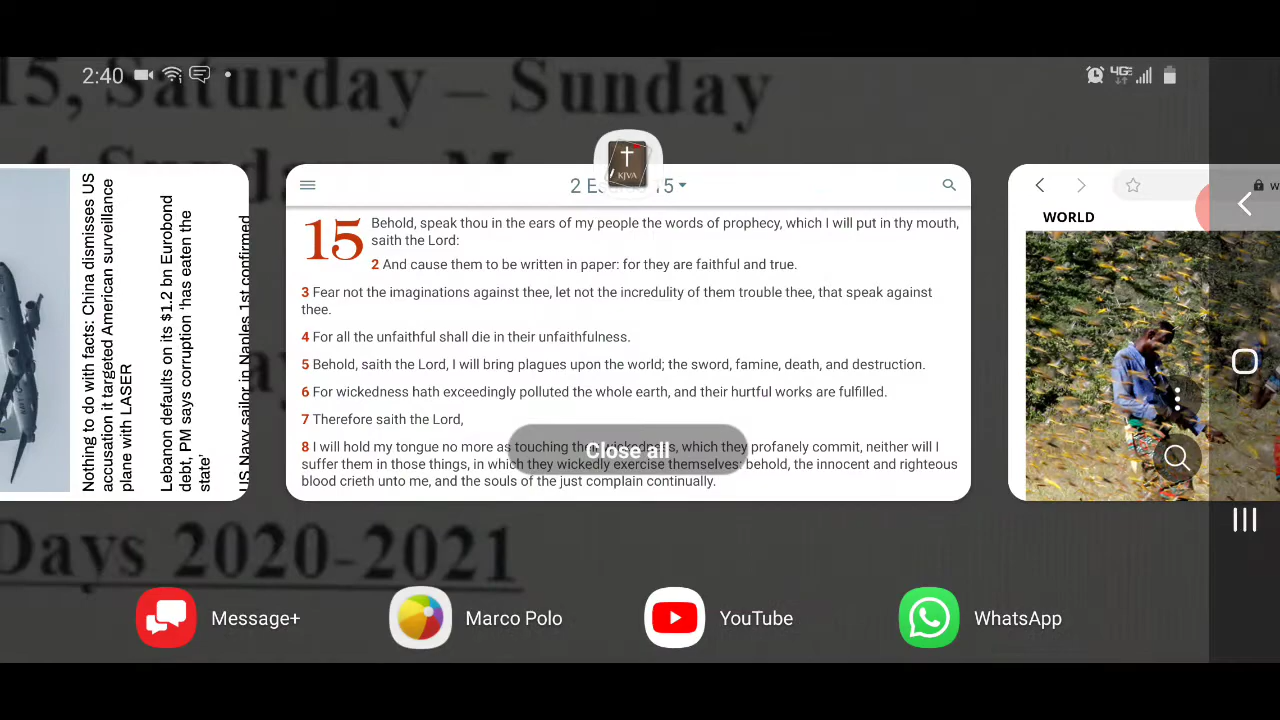 15, Saturday – Sunday
2:40
4GE
KJVA
2 Es 15
15 Behold, speak thou in the ears of my people the words of prophecy, which I will put in thy mouth,
saith the Lord:
2 And cause them to be written in paper: for they are faithful and true.
3 Fear not the imaginations against thee, let not the incredulity of them trouble thee, that speak against
thee.
4 For all the unfaithful shall die in their unfaithfulness.
5 Behold, saith the Lord, I will bring plagues upon the world; the sword, famine, death, and destruction.
6 For wickedness hath exceedingly polluted the whole earth, and their hurtful works are fulfilled.
7 Therefore saith the Lord,
8 I will hold my tongue no more as touching their wickedness, which they profanely commit, neither will I
suffer them in those things, in which they wickedly exercise themselves: behold, the innocent and righteous
blood crieth unto me, and the souls of the just complain continually.
Close all
Nothing to do with facts: China dismisses US
accusation it targeted American surveillance
plane with LASER
Lebanon defaults on its $1.2 bn Eurobond
debt, PM says corruption ‘has eaten the
state’
US Navy sailor in Naples 1st confirmed
w
WORLD
Days 2020-2021
Message+
Marco Polo
YouTube
WhatsApp